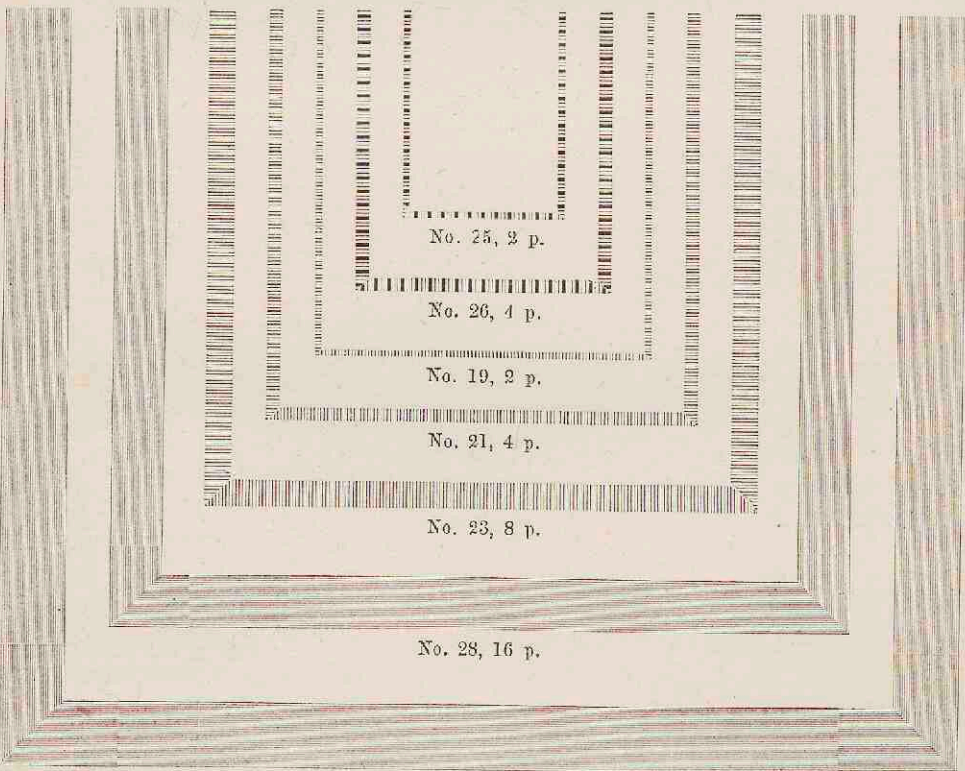 No. 25, 2 p.
No. 26, 4 p.
No. 19, 2 p.
No. 21, 4 p.
No. 23, 8 p.
No. 28, 16 p.